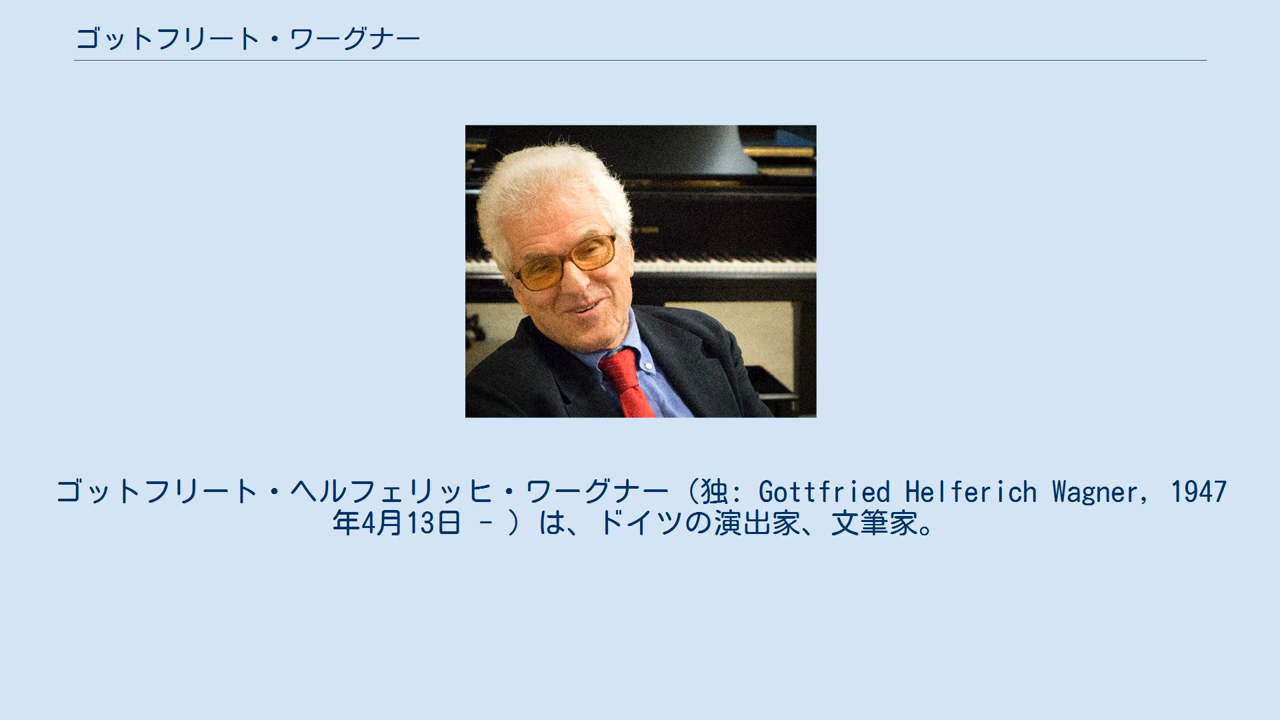 ゴットフリート・ワーグナー
ゴットフリート・ヘルフェリッヒ・ワーグナー（独: Gottfried Helferich Wagner, 1947
年4月13日 - ）は、ドイツの演出家、文筆家。